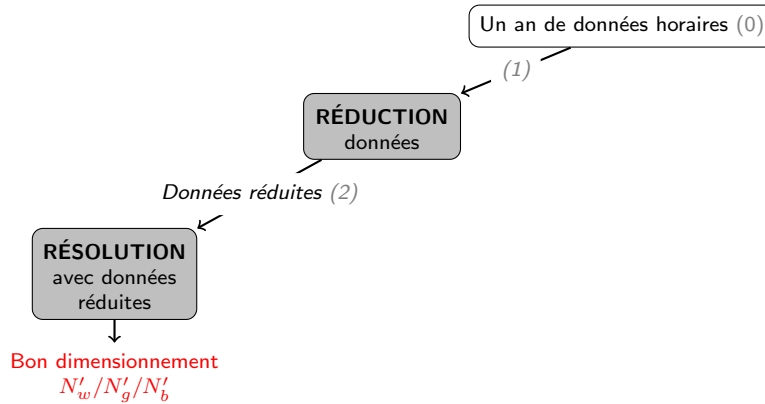 Un an de données horaires (0)
(1)
RÉDUCTION
données
Données réduites (2)
RÉSOLUTION
avec données
réduites
Bon dimensionnement
N'_w/N'_g/N'_b